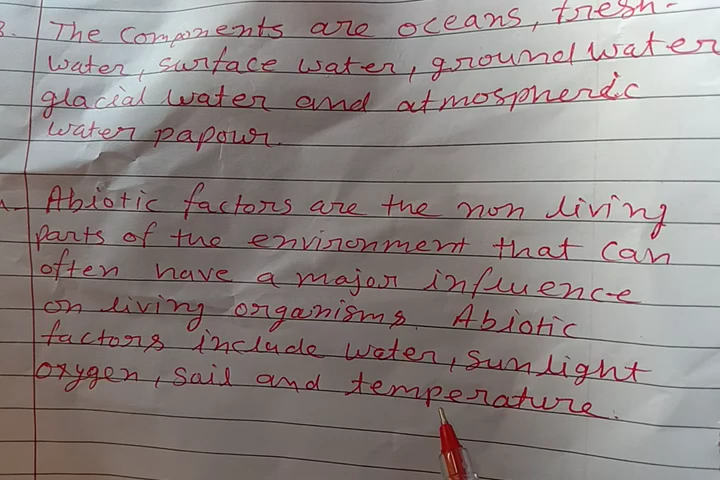 3. The components are oceans, fresh-
water, surface water, ground water
glacial water and atmospheric
water papour.
Abiotic factors are the non living
parts of the environment that can
often have a major influence
on living organisms. Abiotic
factors include water, sunlight
oxygen, sail and temperature.